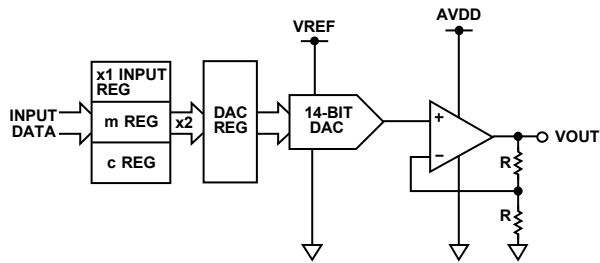 VREF
AVDD
x1 INPUT
REG
INPUT
DATA
m REG
x2
c REG
DAC
REG
14-BIT
DAC
+
–
VOUT
R
R